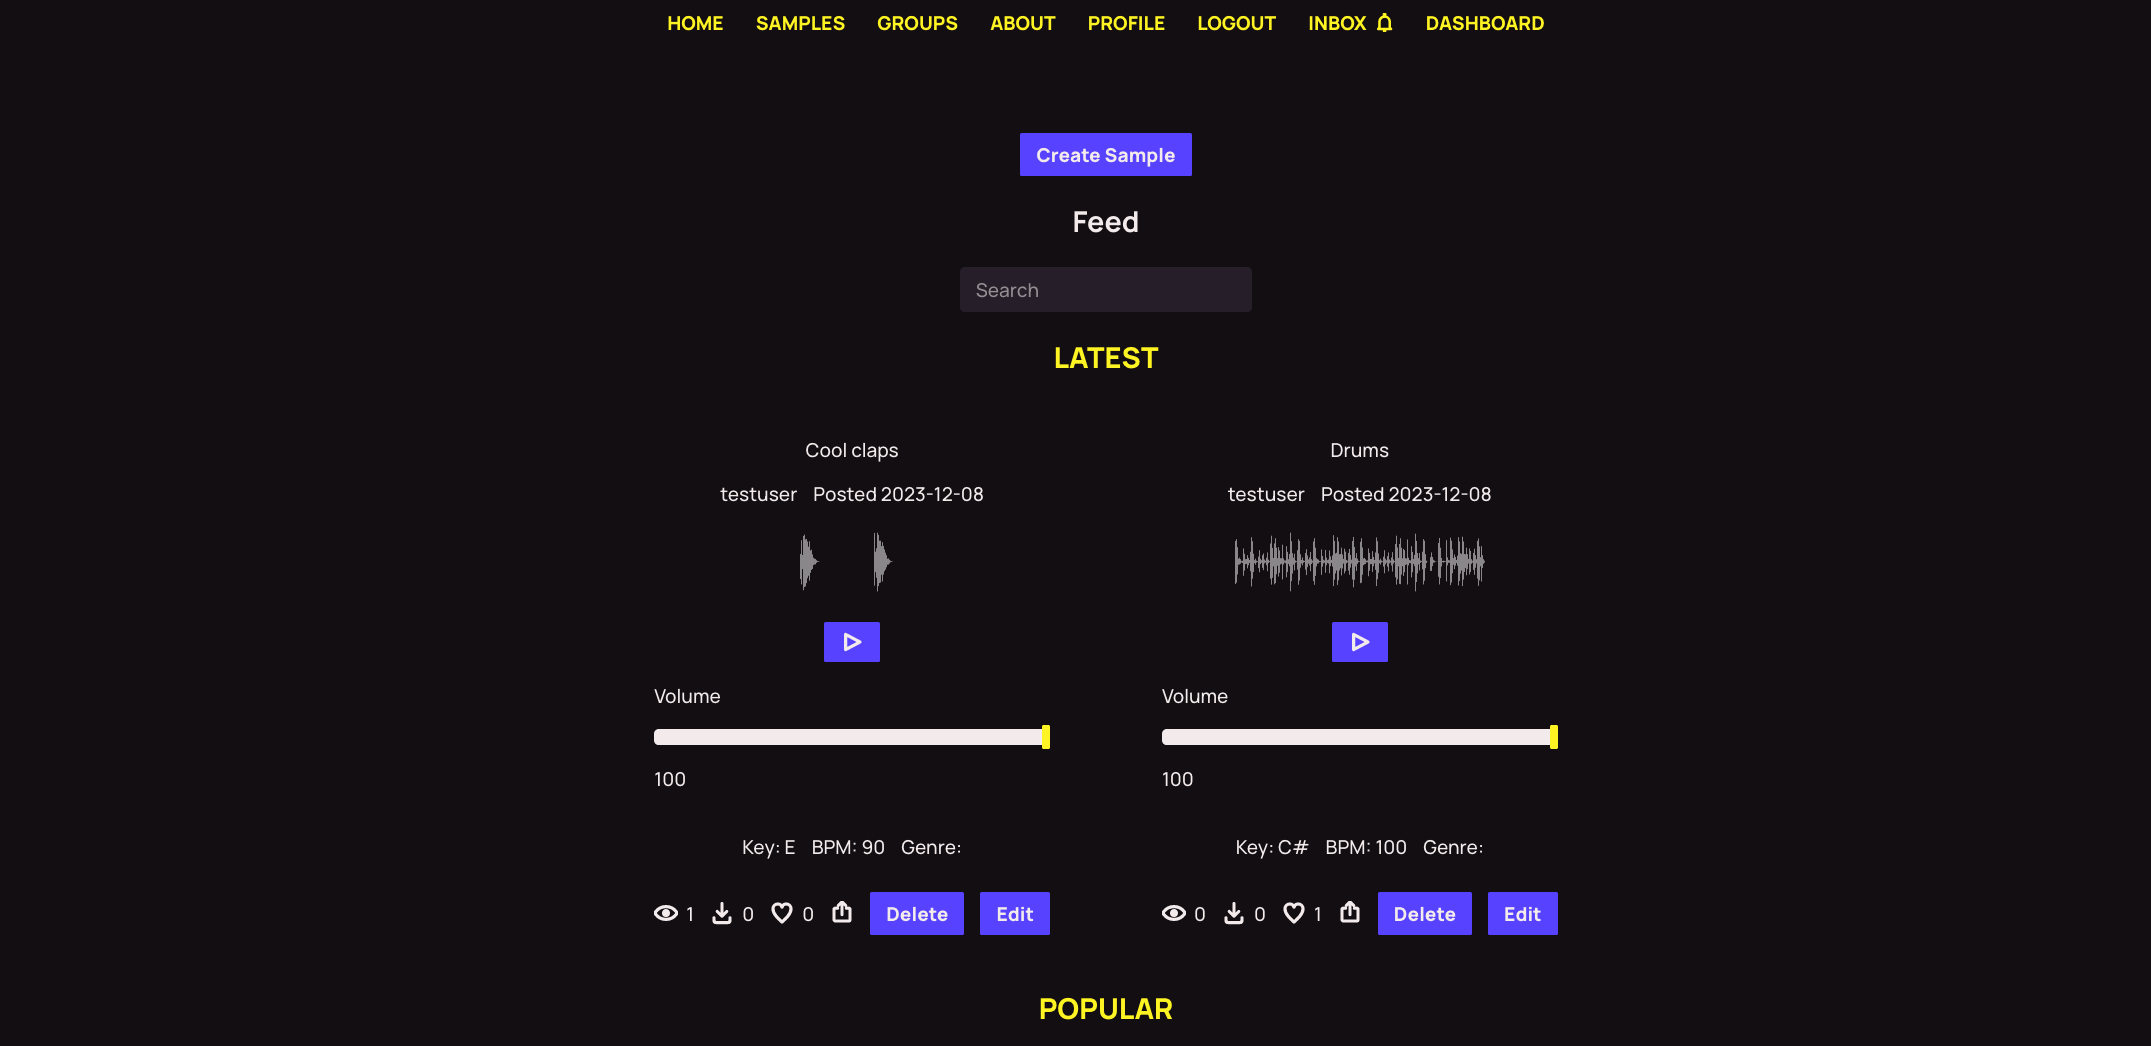 HOME SAMPLES GROUPS ABOUT PROFILE LOGOUT INBOX DASHBOARD
Create Sample
Feed
Search
LATEST
Cool claps
testuser Posted 2023-12-08
Volume
100
Key: E BPM: 90 Genre:
1 0 0 Delete Edit
Drums
testuser Posted 2023-12-08
Volume
100
Key: C# BPM: 100 Genre:
0 0 1 Delete Edit
POPULAR